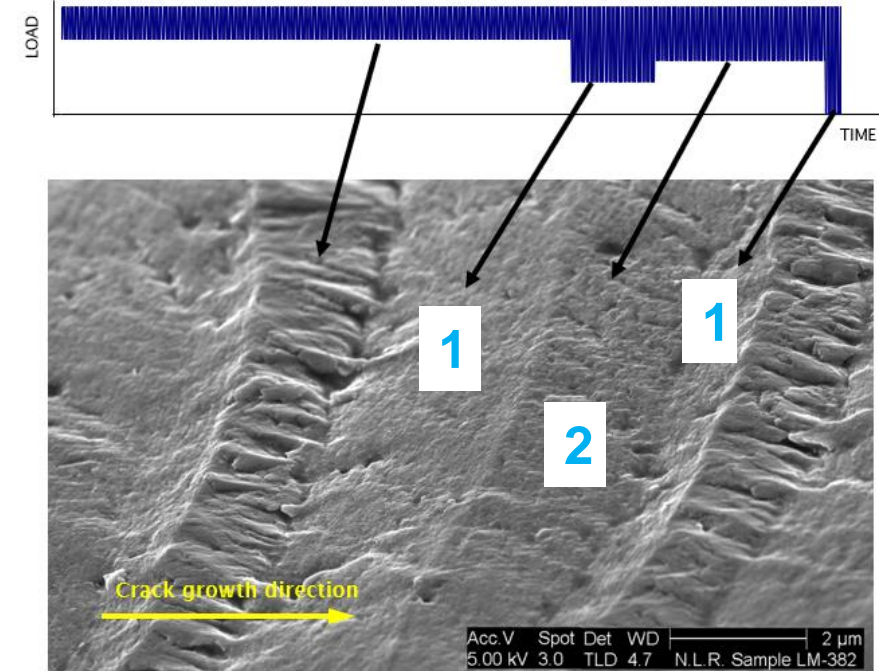 LOAD
TIME
1
1
2
Crack growth direction
Acc.V Spot Det WD 2 µm
5.00 kV 3.0 TLD 4.7 N.L.R. Sample LM-382